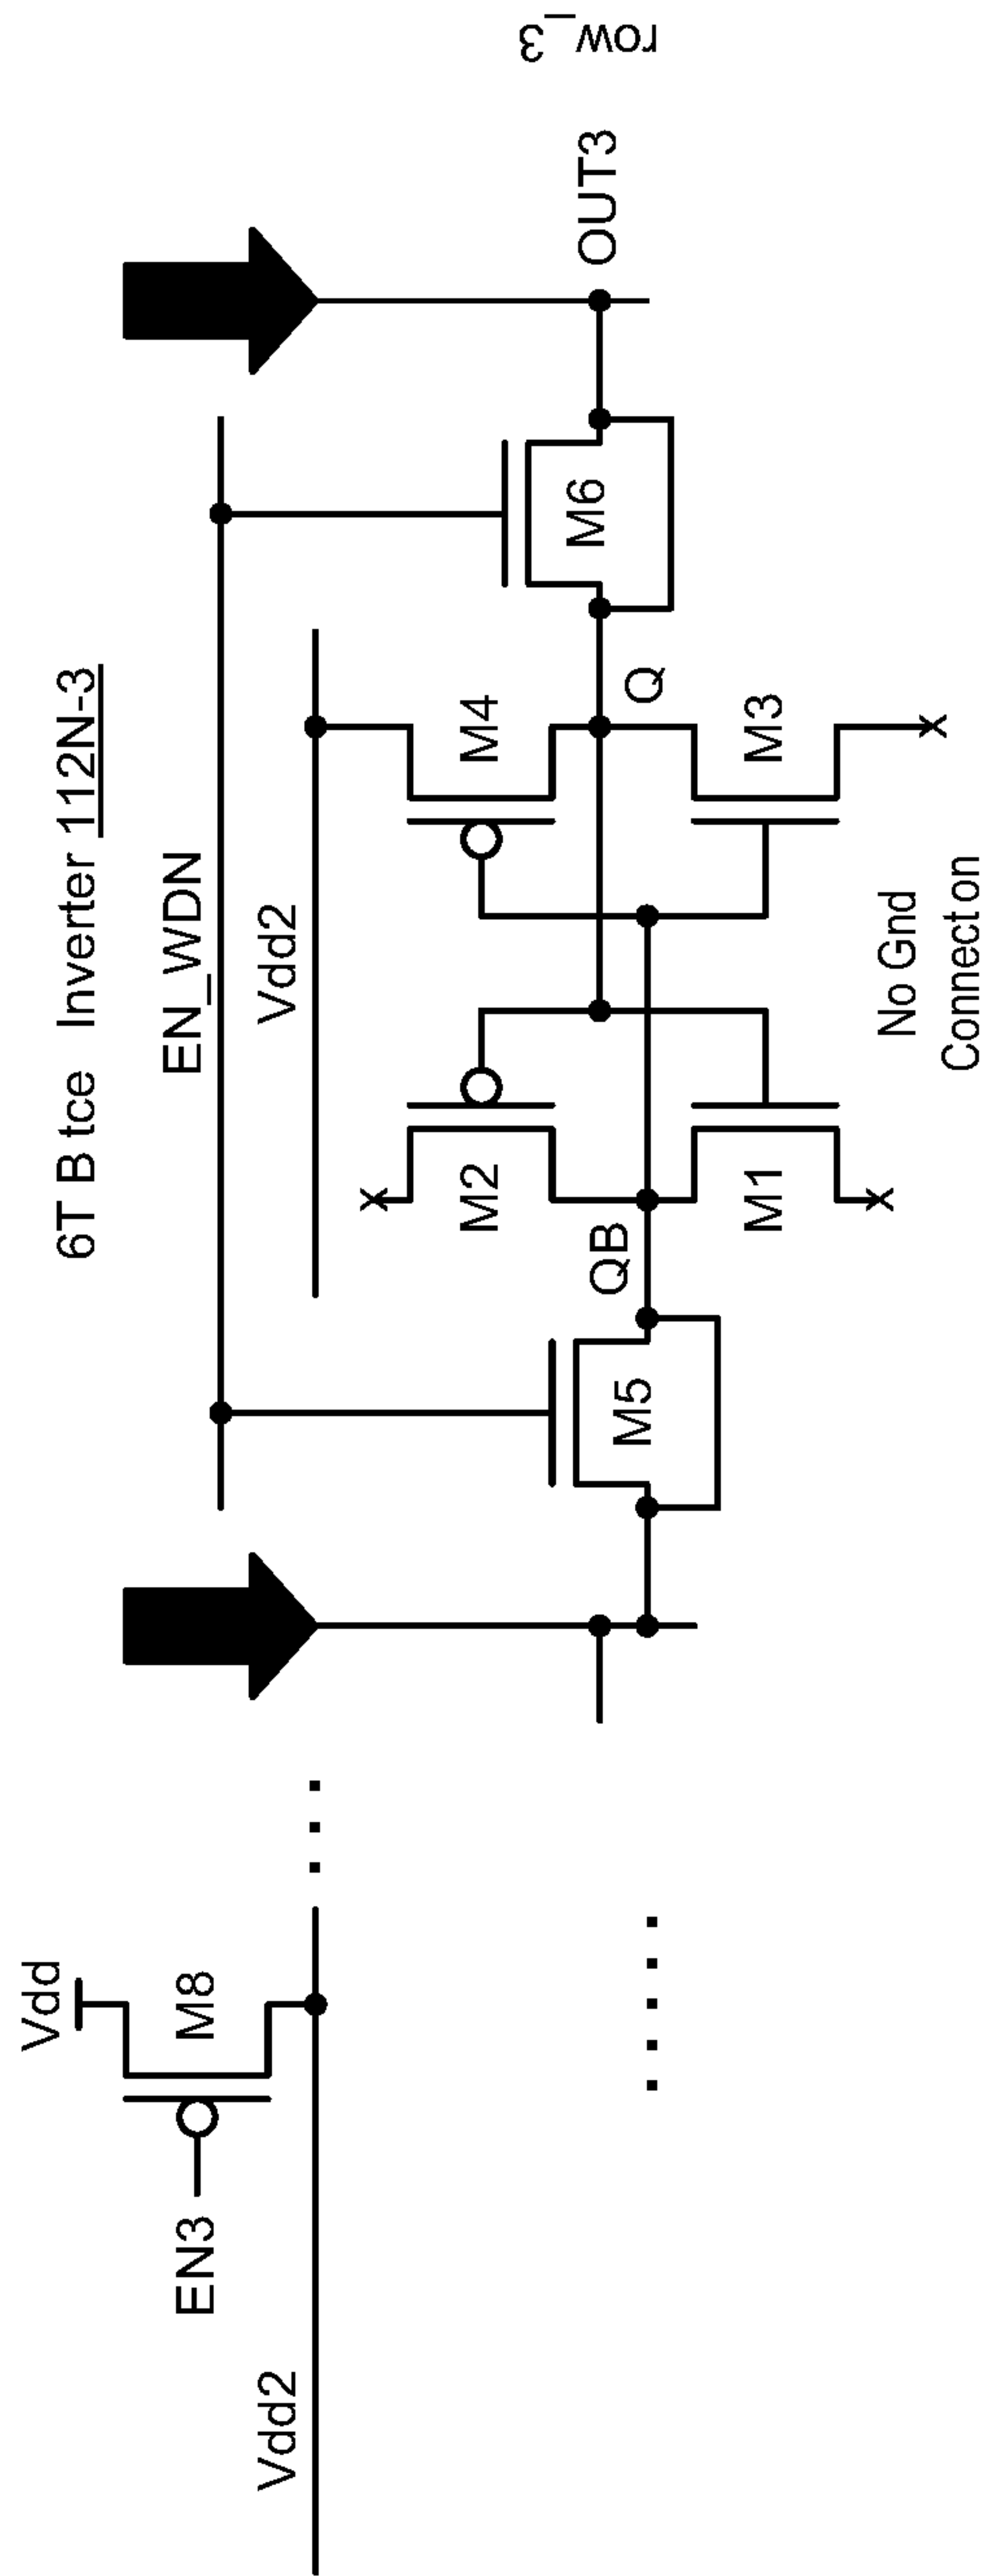 6T B tce Inverter 112N-3
EN_WDN
Vdd
EN3
M8
Vdd2
Vdd2
M2
M4
M5
QB
M6
OUT3
Q
M1
M3
x
x
x
No Gnd
Connect on
row_3